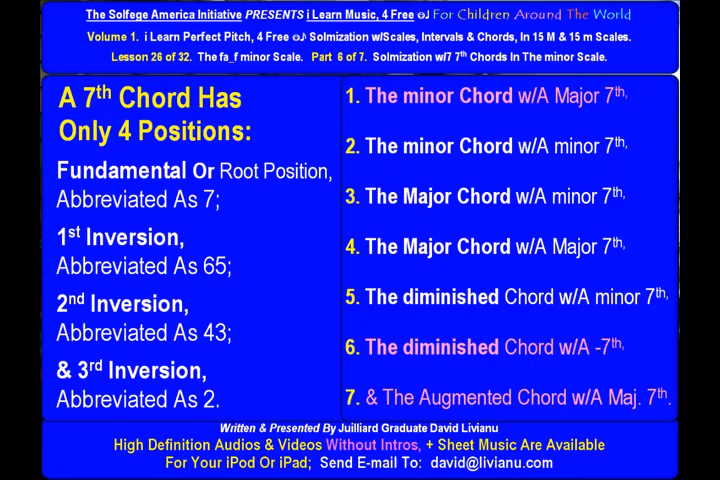 The Solfege America Initiative PRESENTS i Learn Music, 4 Free For Children Around The World
Volume 1. i Learn Perfect Pitch, 4 Free Solmization w/Scales, Intervals & Chords, In 15 M & 15 m Scales.
Lesson 26 of 32. The fa_f minor Scale. Part 6 of 7. Solmization w/7 7th Chords In The minor Scale.
A 7th Chord Has
Only 4 Positions:
Fundamental Or Root Position,
Abbreviated As 7;
1st Inversion,
Abbreviated As 65;
2nd Inversion,
Abbreviated As 43;
& 3rd Inversion,
Abbreviated As 2.
1. The minor Chord w/A Major 7th,
2. The minor Chord w/A minor 7th,
3. The Major Chord w/A minor 7th,
4. The Major Chord w/A Major 7th,
5. The diminished Chord w/A minor 7th,
6. The diminished Chord w/A -7th,
7. & The Augmented Chord w/A Maj. 7th.
Written & Presented By Juilliard Graduate David Livianu
High Definition Audios & Videos Without Intros, + Sheet Music Are Available
For Your iPod Or iPad; Send E-mail To: david@livianu.com